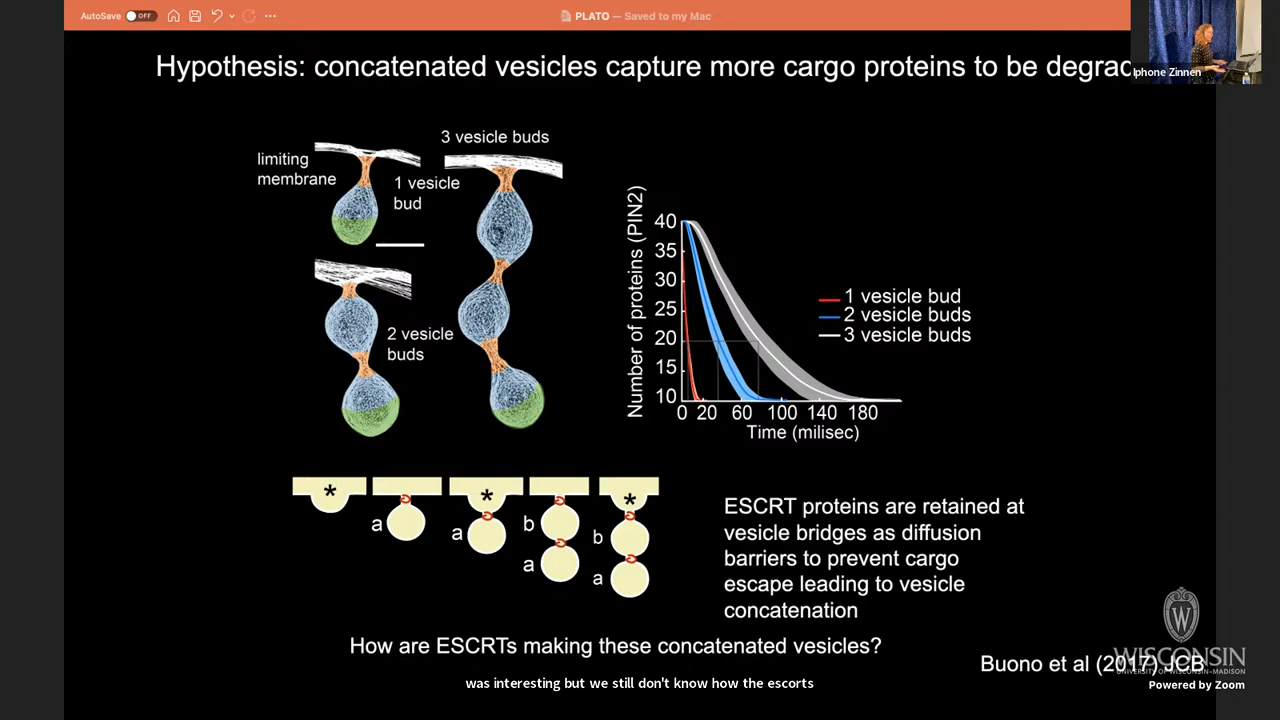 AutoSave OFF
PLATO — Saved to my Mac
Hypothesis: concatenated vesicles capture more cargo proteins to be degrad
Iphone Zinnen
limiting
membrane
1 vesicle
bud
3 vesicle buds
2 vesicle
buds
Number of proteins (PIN2)
40
35
30
25
20
15
10
0 20 60 100 140 180
Time (milisec)
1 vesicle bud
2 vesicle buds
3 vesicle buds
* a * a b a * b a
ESCRT proteins are retained at
vesicle bridges as diffusion
barriers to prevent cargo
escape leading to vesicle
concatenation
How are ESCRTs making these concatenated vesicles?
Buono et al (2017) JCB
W
WISCONSIN
UNIVERSITY OF WISCONSIN–MADISON
Powered by Zoom
was interesting but we still don't know how the escorts